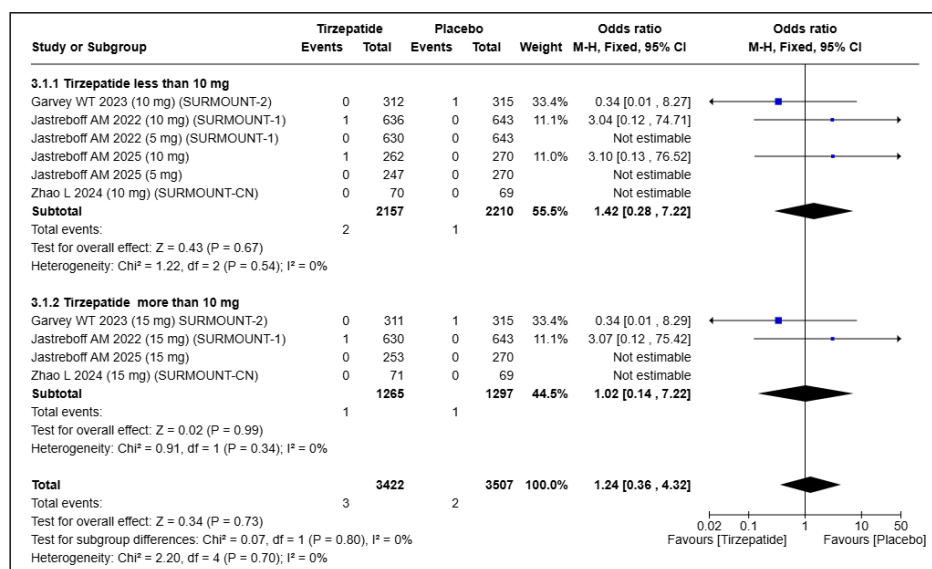 Tirzepatide Placebo Odds ratio Odds ratio
Study or Subgroup Events Total Events Total Weight M-H, Fixed, 95% CI M-H, Fixed, 95% CI
3.1.1 Tirzepatide less than 10 mg
Garvey WT 2023 (10 mg) (SURMOUNT-2) 0 312 1 315 33.4% 0.34 [0.01 , 8.27]
Jastreboff AM 2022 (10 mg) (SURMOUNT-1) 1 636 0 643 11.1% 3.04 [0.12 , 74.71]
Jastreboff AM 2022 (5 mg) (SURMOUNT-1) 0 630 0 643 Not estimable
Jastreboff AM 2025 (10 mg) 1 262 0 270 11.0% 3.10 [0.13 , 76.52]
Jastreboff AM 2025 (5 mg) 0 247 0 270 Not estimable
Zhao L 2024 (10 mg) (SURMOUNT-CN) 0 70 0 69 Not estimable
Subtotal 2157 2210 55.5% 1.42 [0.28 , 7.22]
Total events: 2 1
Test for overall effect: Z = 0.43 (P = 0.67)
Heterogeneity: Chi² = 1.22, df = 2 (P = 0.54); I² = 0%
3.1.2 Tirzepatide more than 10 mg
Garvey WT 2023 (15 mg) SURMOUNT-2) 0 311 1 315 33.4% 0.34 [0.01 , 8.29]
Jastreboff AM 2022 (15 mg) (SURMOUNT-1) 1 630 0 643 11.1% 3.07 [0.12 , 75.42]
Jastreboff AM 2025 (15 mg) 0 253 0 270 Not estimable
Zhao L 2024 (15 mg) (SURMOUNT-CN) 0 71 0 69 Not estimable
Subtotal 1265 1297 44.5% 1.02 [0.14 , 7.22]
Total events: 1 1
Test for overall effect: Z = 0.02 (P = 0.99)
Heterogeneity: Chi² = 0.91, df = 1 (P = 0.34); I² = 0%
Total 3422 3507 100.0% 1.24 [0.36 , 4.32]
Total events: 3 2
Test for overall effect: Z = 0.34 (P = 0.73)
Test for subgroup differences: Chi² = 0.07, df = 1 (P = 0.80), I² = 0%
Heterogeneity: Chi² = 2.20, df = 4 (P = 0.70); I² = 0%
0.02 0.1 1 10 50
Favours [Tirzepatide] Favours [Placebo]